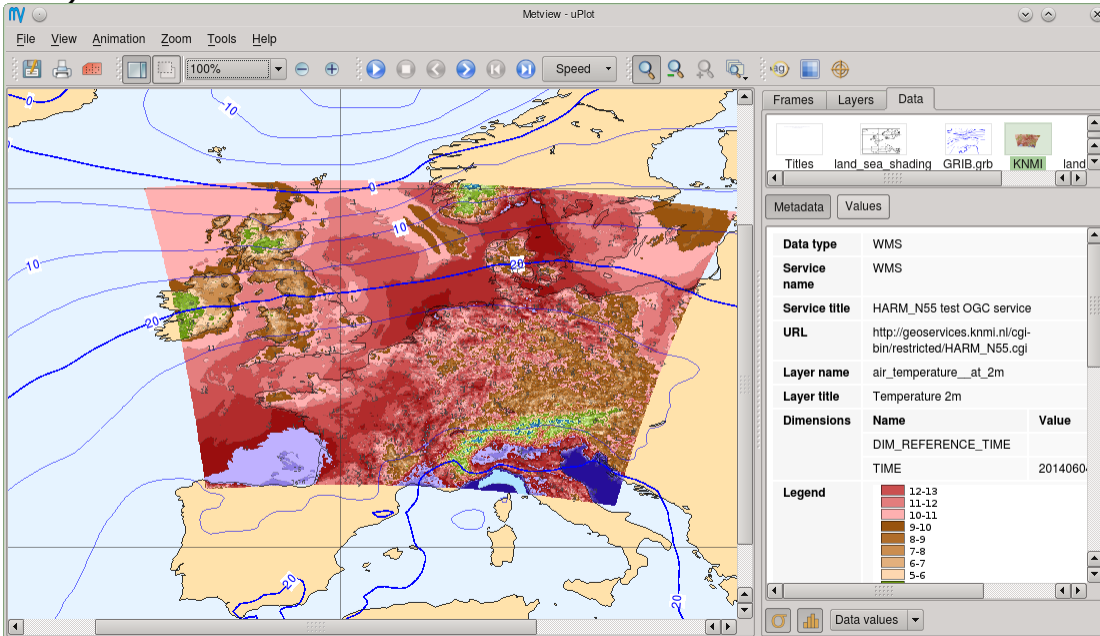 Metview - uPlot
File View Animation Zoom Tools Help
100% Speed
Frames Layers Data
Titles land_sea_shading GRIB.grb KNMI land
Metadata Values
Data type WMS
Service name WMS
Service title HARM_N55 test OGC service
URL http://geoservices.knmi.nl/cgi-
bin/restricted/HARM_N55.cgi
Layer name air_temperature__at_2m
Layer title Temperature 2m
Dimensions Name Value
DIM_REFERENCE_TIME
TIME 20140604
Legend 12-13
11-12
10-11
9-10
8-9
7-8
6-7
5-6
Data values
0
-10
0
10
10
20
20
20
20